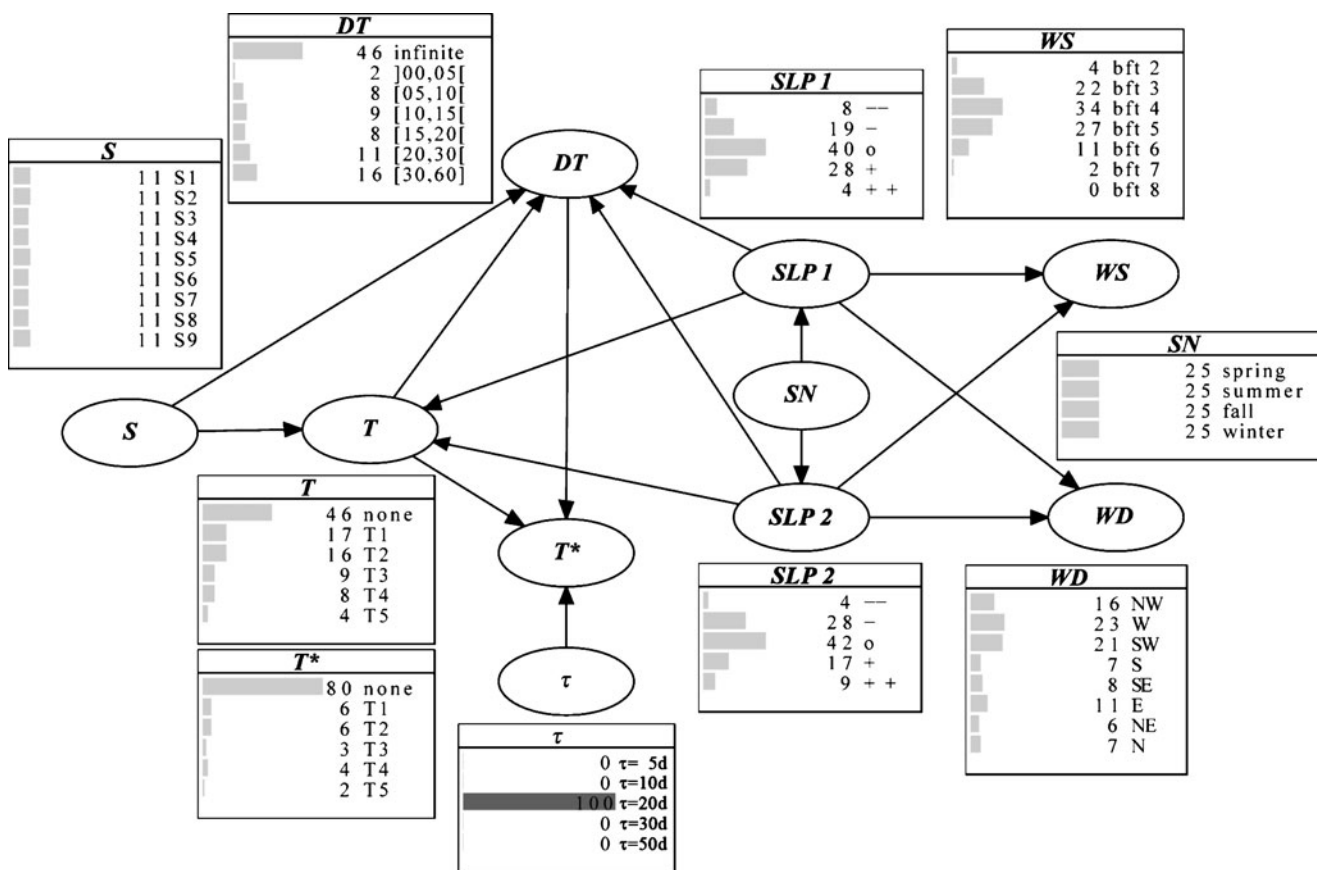 DT
46 infinite
2 ]00,05[
8 [05,10[
9 [10,15[
8 [15,20[
11 [20,30[
16 [30,60]
WS
4 bft 2
22 bft 3
34 bft 4
27 bft 5
11 bft 6
2 bft 7
0 bft 8
SLP 1
8 −−
19 −
40 o
28 +
4 ++
S
11 S1
11 S2
11 S3
11 S4
11 S5
11 S6
11 S7
11 S8
11 S9
DT
SLP 1
WS
SN
25 spring
25 summer
25 fall
25 winter
SN
S
T
T
46 none
17 T1
16 T2
9 T3
8 T4
4 T5
SLP 2
WD
T*
SLP 2
4 −−
28 −
42 o
17 +
9 ++
WD
16 NW
23 W
21 SW
7 S
8 SE
11 E
6 NE
7 N
T*
80 none
6 T1
6 T2
3 T3
4 T4
2 T5
τ
τ
0 τ= 5d
0 τ=10d
100 τ=20d
0 τ=30d
0 τ=50d